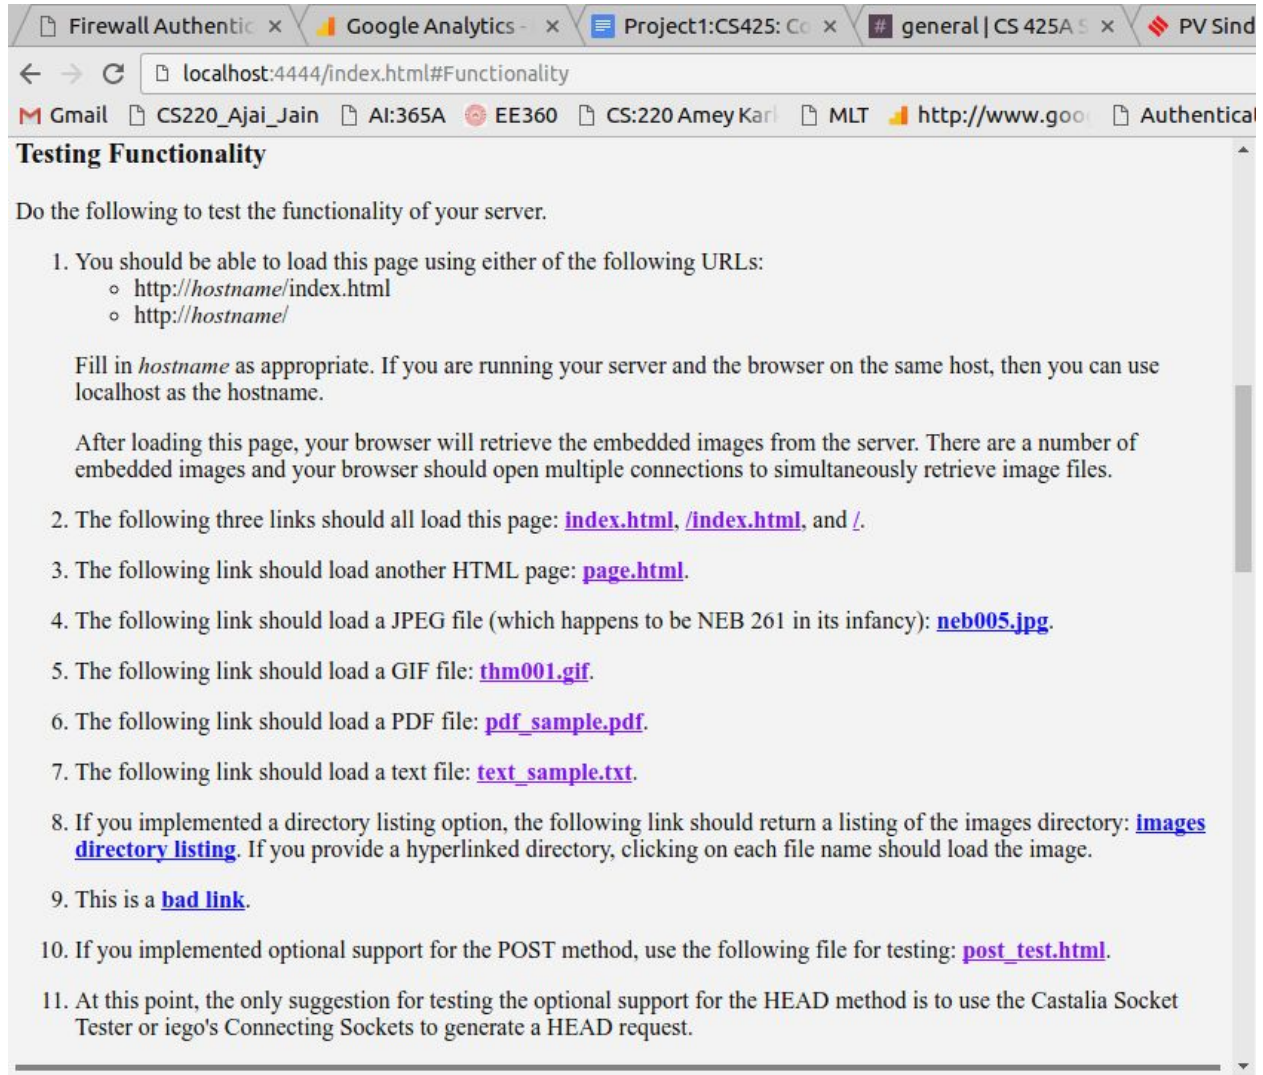 Firewall Authentic × Google Analytics - × Project1:CS425: Co × # general | CS 425A S × PV Sind
localhost:4444/index.html#Functionality
Gmail CS220_Ajai_Jain AI:365A EE360 CS:220 Amey Kar MLT http://www.goo Authentica
Testing Functionality
Do the following to test the functionality of your server.
1. You should be able to load this page using either of the following URLs:
◦ http://hostname/index.html
◦ http://hostname/
Fill in hostname as appropriate. If you are running your server and the browser on the same host, then you can use
localhost as the hostname.
After loading this page, your browser will retrieve the embedded images from the server. There are a number of
embedded images and your browser should open multiple connections to simultaneously retrieve image files.
2. The following three links should all load this page: index.html, /index.html, and /.
3. The following link should load another HTML page: page.html.
4. The following link should load a JPEG file (which happens to be NEB 261 in its infancy): neb005.jpg.
5. The following link should load a GIF file: thm001.gif.
6. The following link should load a PDF file: pdf_sample.pdf.
7. The following link should load a text file: text_sample.txt.
8. If you implemented a directory listing option, the following link should return a listing of the images directory: images
directory listing. If you provide a hyperlinked directory, clicking on each file name should load the image.
9. This is a bad link.
10. If you implemented optional support for the POST method, use the following file for testing: post_test.html.
11. At this point, the only suggestion for testing the optional support for the HEAD method is to use the Castalia Socket
Tester or iego's Connecting Sockets to generate a HEAD request.